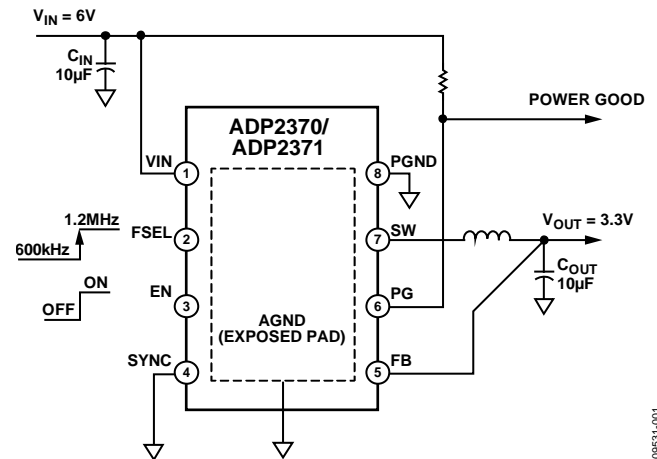 VIN = 6V
CIN
10µF
POWER GOOD
ADP2370/
ADP2371
VIN
1
8
PGND
1.2MHz
600kHz
FSEL
2
7
SW
VOUT = 3.3V
COUT
10µF
ON
OFF
EN
3
6
PG
AGND
(EXPOSED PAD)
SYNC
4
5
FB
09531-001